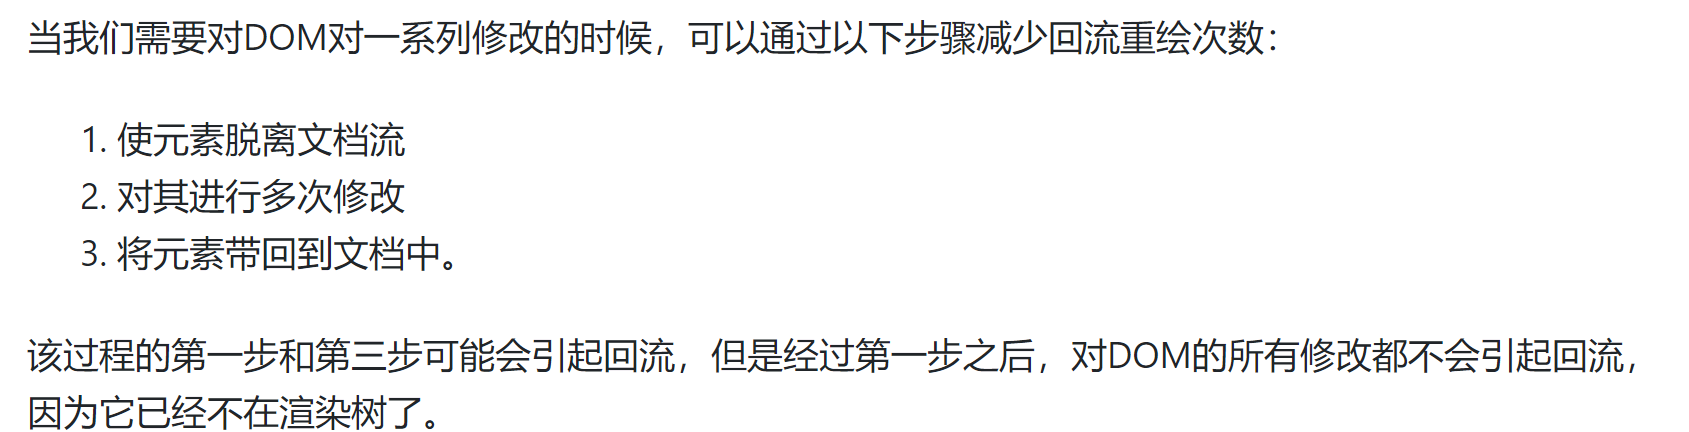 当我们需要对DOM对一系列修改的时候，可以通过以下步骤减少回流重绘次数：
1. 使元素脱离文档流
2. 对其进行多次修改
3. 将元素带回到文档中。
该过程的第一步和第三步可能会引起回流，但是经过第一步之后，对DOM的所有修改都不会引起回流，
因为它已经不在渲染树了。